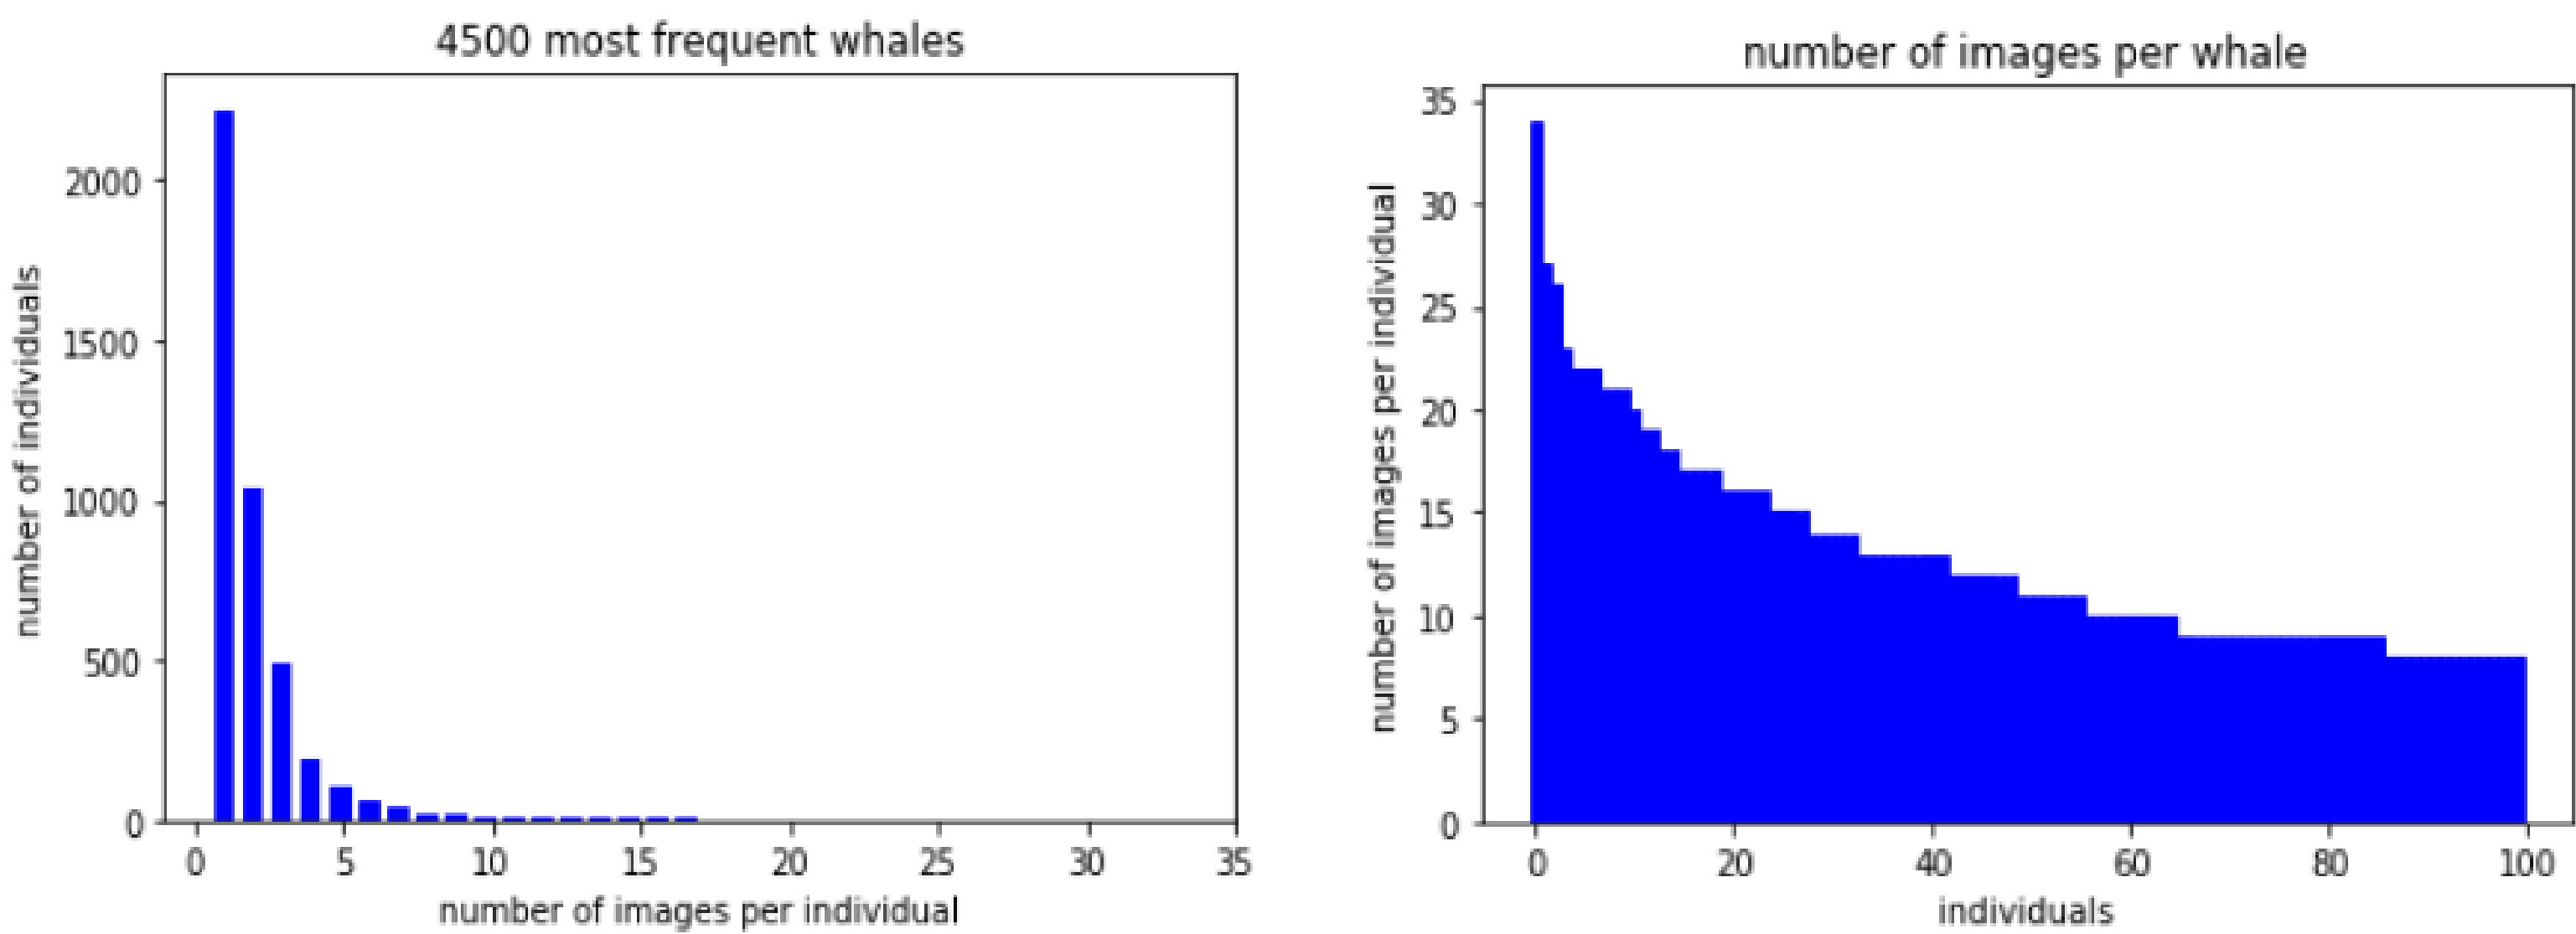 4500 most frequent whales
number of individuals
2000
1500
1000
500
0
0 5 10 15 20 25 30 35
number of images per individual
number of images per whale
number of images per individual
35
30
25
20
15
10
5
0
0 20 40 60 80 100
individuals